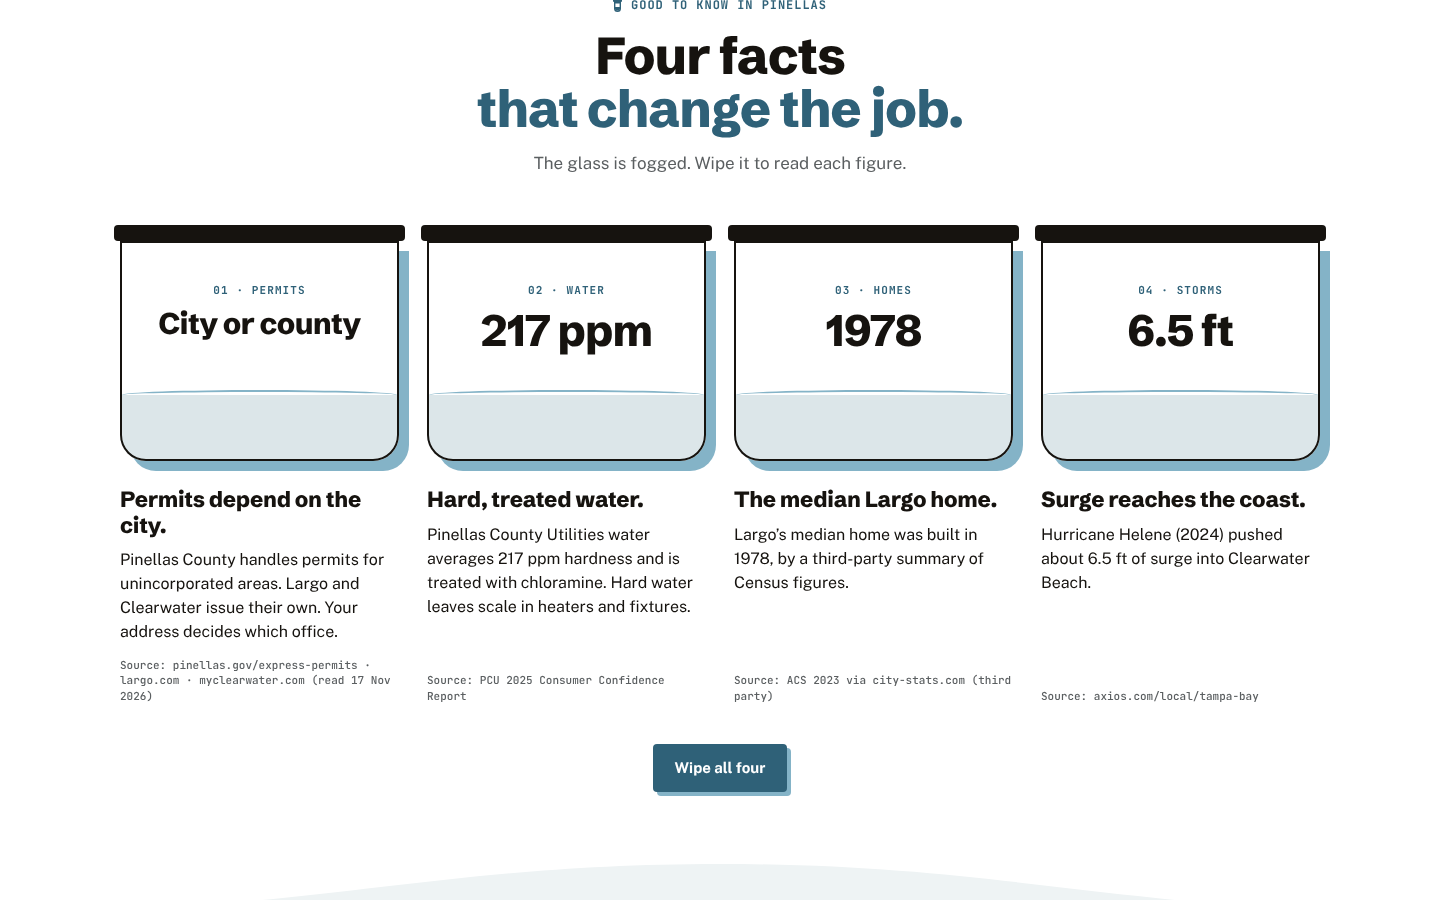 GOOD TO KNOW IN PINELLAS
Four facts
that change the job.
The glass is fogged. Wipe it to read each figure.
01 · PERMITS
City or county
Permits depend on the
city.
Pinellas County handles permits for
unincorporated areas. Largo and
Clearwater issue their own. Your
address decides which office.
Source: pinellas.gov/express-permits ·
largo.com · myclearwater.com (read 17 Nov
2026)
02 · WATER
217 ppm
Hard, treated water.
Pinellas County Utilities water
averages 217 ppm hardness and is
treated with chloramine. Hard water
leaves scale in heaters and fixtures.
Source: PCU 2025 Consumer Confidence
Report
03 · HOMES
1978
The median Largo home.
Largo’s median home was built in
1978, by a third-party summary of
Census figures.
Source: ACS 2023 via city-stats.com (third
party)
04 · STORMS
6.5 ft
Surge reaches the coast.
Hurricane Helene (2024) pushed
about 6.5 ft of surge into Clearwater
Beach.
Source: axios.com/local/tampa-bay
Wipe all four